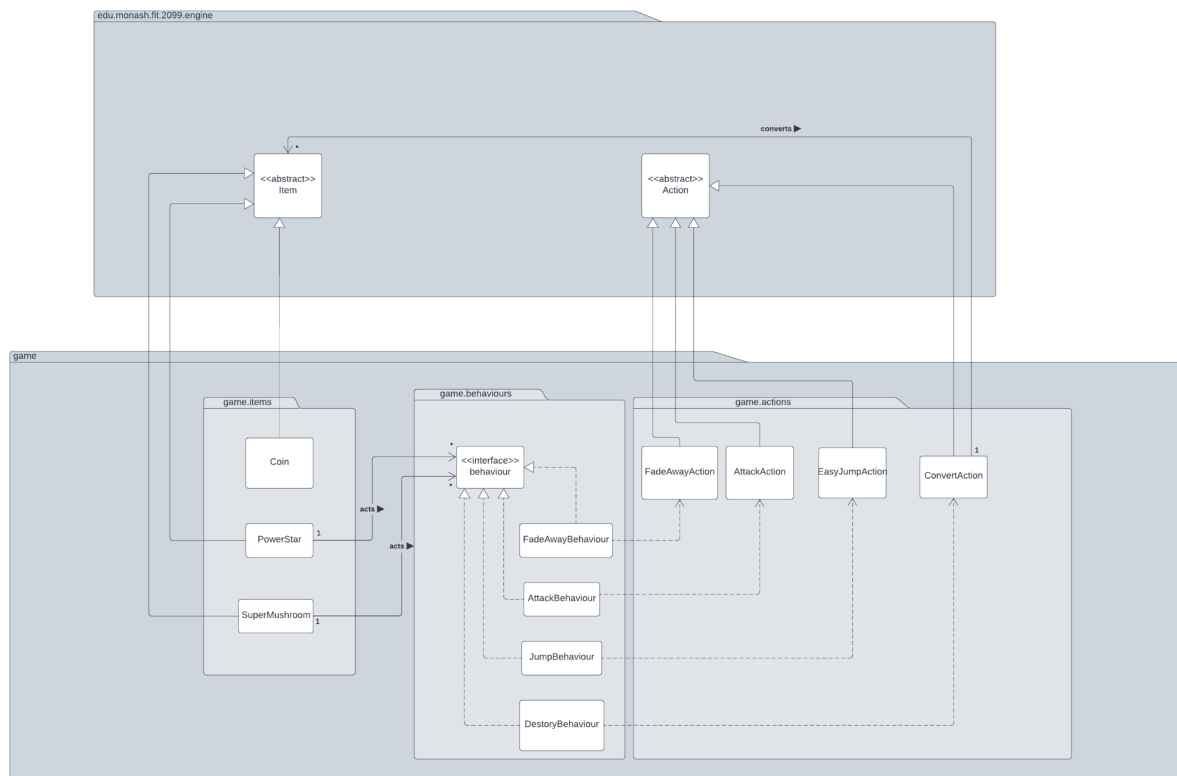 edu.monash.fit.2099.engine
converts ▶
*
<<abstract>>
Item
<<abstract>>
Action
game
game.items
game.behaviours
game.actions
Coin
*
<<interface>>
behaviour
*
FadeAwayAction
AttackAction
EasyJumpAction
1
ConvertAction
acts ▶
PowerStar
1
FadeAwayBehaviour
acts ▶
AttackBehaviour
SuperMushroom
1
JumpBehaviour
DestoryBehaviour